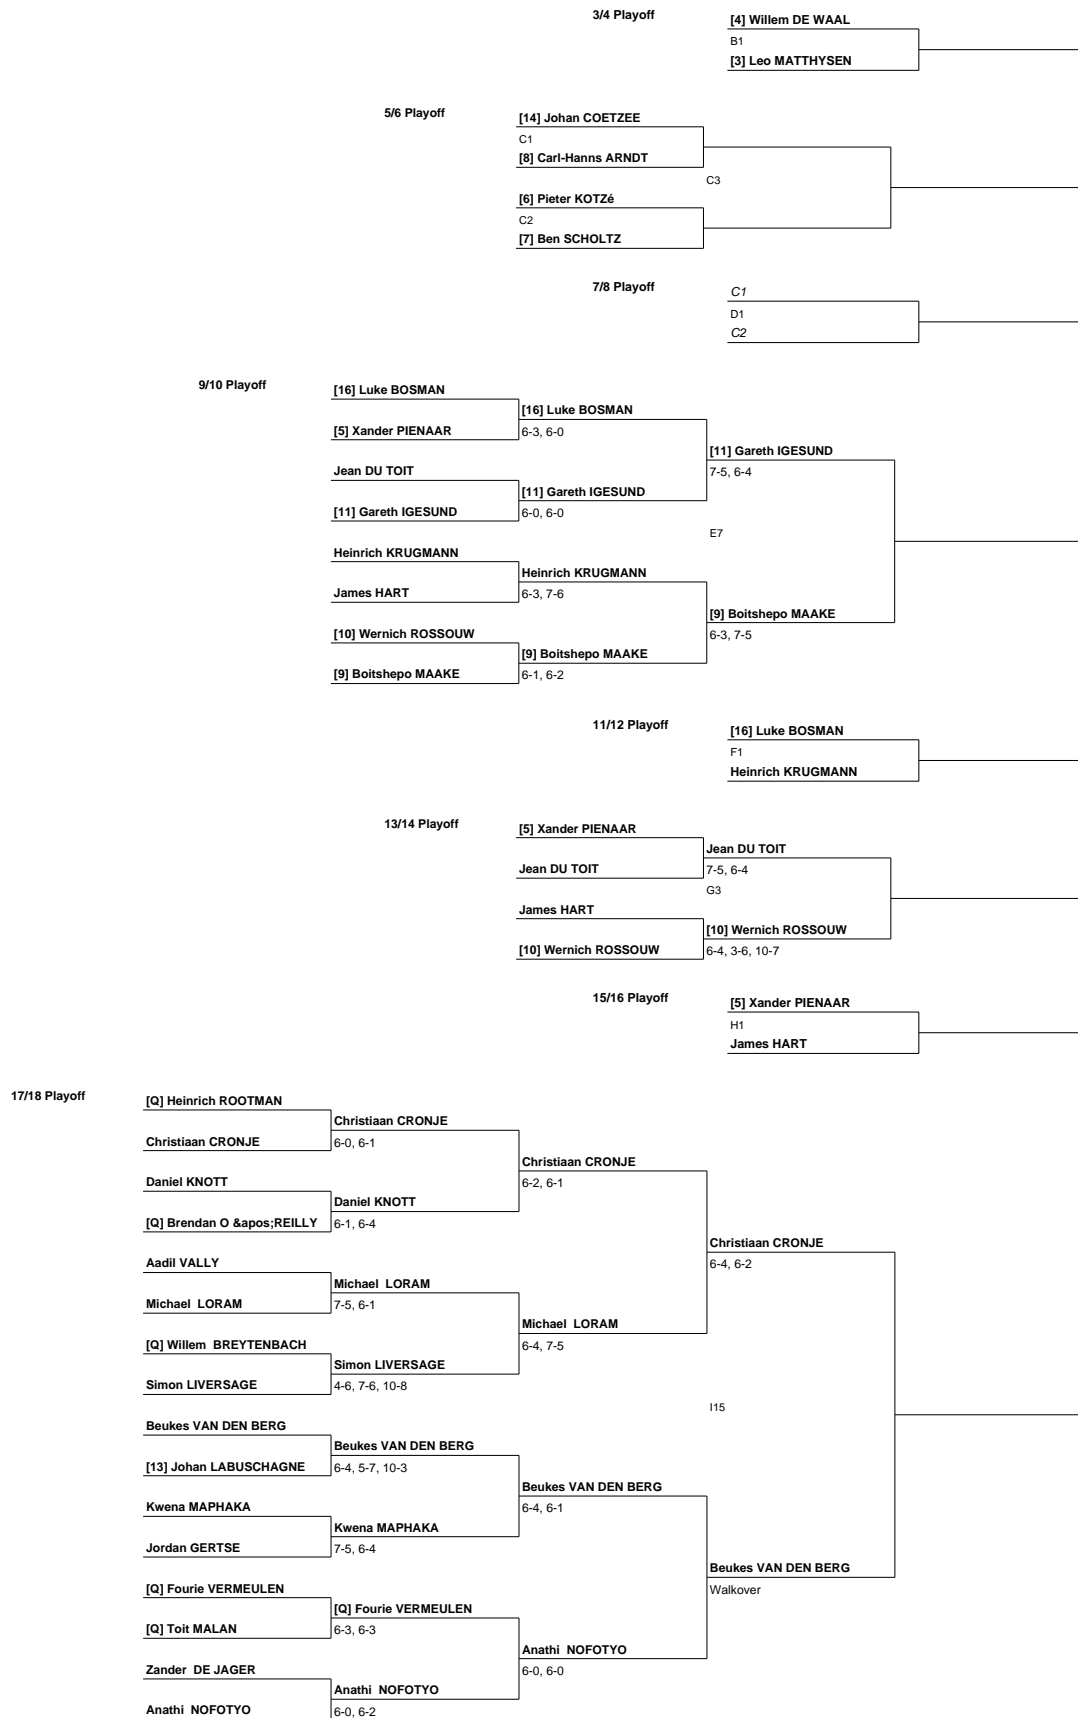 3/4 Playoff
[4] Willem DE WAAL
B1
[3] Leo MATTHYSEN
5/6 Playoff
[14] Johan COETZEE
C1
[8] Carl-Hanns ARNDT
C3
[6] Pieter KOTZé
C2
[7] Ben SCHOLTZ
7/8 Playoff
C1
D1
C2
9/10 Playoff
[16] Luke BOSMAN
[16] Luke BOSMAN
[5] Xander PIENAAR
6-3, 6-0
[11] Gareth IGESUND
Jean DU TOIT
7-5, 6-4
[11] Gareth IGESUND
[11] Gareth IGESUND
6-0, 6-0
E7
Heinrich KRUGMANN
Heinrich KRUGMANN
James HART
6-3, 7-6
[9] Boitshepo MAAKE
[10] Wernich ROSSOUW
6-3, 7-5
[9] Boitshepo MAAKE
[9] Boitshepo MAAKE
6-1, 6-2
11/12 Playoff
[16] Luke BOSMAN
F1
Heinrich KRUGMANN
13/14 Playoff
[5] Xander PIENAAR
Jean DU TOIT
Jean DU TOIT
7-5, 6-4
G3
James HART
[10] Wernich ROSSOUW
[10] Wernich ROSSOUW
6-4, 3-6, 10-7
15/16 Playoff
[5] Xander PIENAAR
H1
James HART
17/18 Playoff
[Q] Heinrich ROOTMAN
Christiaan CRONJE
Christiaan CRONJE
6-0, 6-1
Christiaan CRONJE
Daniel KNOTT
6-2, 6-1
Daniel KNOTT
[Q] Brendan O &apos;REILLY
6-1, 6-4
Christiaan CRONJE
Aadil VALLY
6-4, 6-2
Michael LORAM
Michael LORAM
7-5, 6-1
Michael LORAM
[Q] Willem BREYTENBACH
6-4, 7-5
Simon LIVERSAGE
Simon LIVERSAGE
4-6, 7-6, 10-8
I15
Beukes VAN DEN BERG
Beukes VAN DEN BERG
[13] Johan LABUSCHAGNE
6-4, 5-7, 10-3
Beukes VAN DEN BERG
Kwena MAPHAKA
6-4, 6-1
Kwena MAPHAKA
Jordan GERTSE
7-5, 6-4
Beukes VAN DEN BERG
[Q] Fourie VERMEULEN
Walkover
[Q] Fourie VERMEULEN
[Q] Toit MALAN
6-3, 6-3
Anathi NOFOTYO
Zander DE JAGER
6-0, 6-0
Anathi NOFOTYO
Anathi NOFOTYO
6-0, 6-2